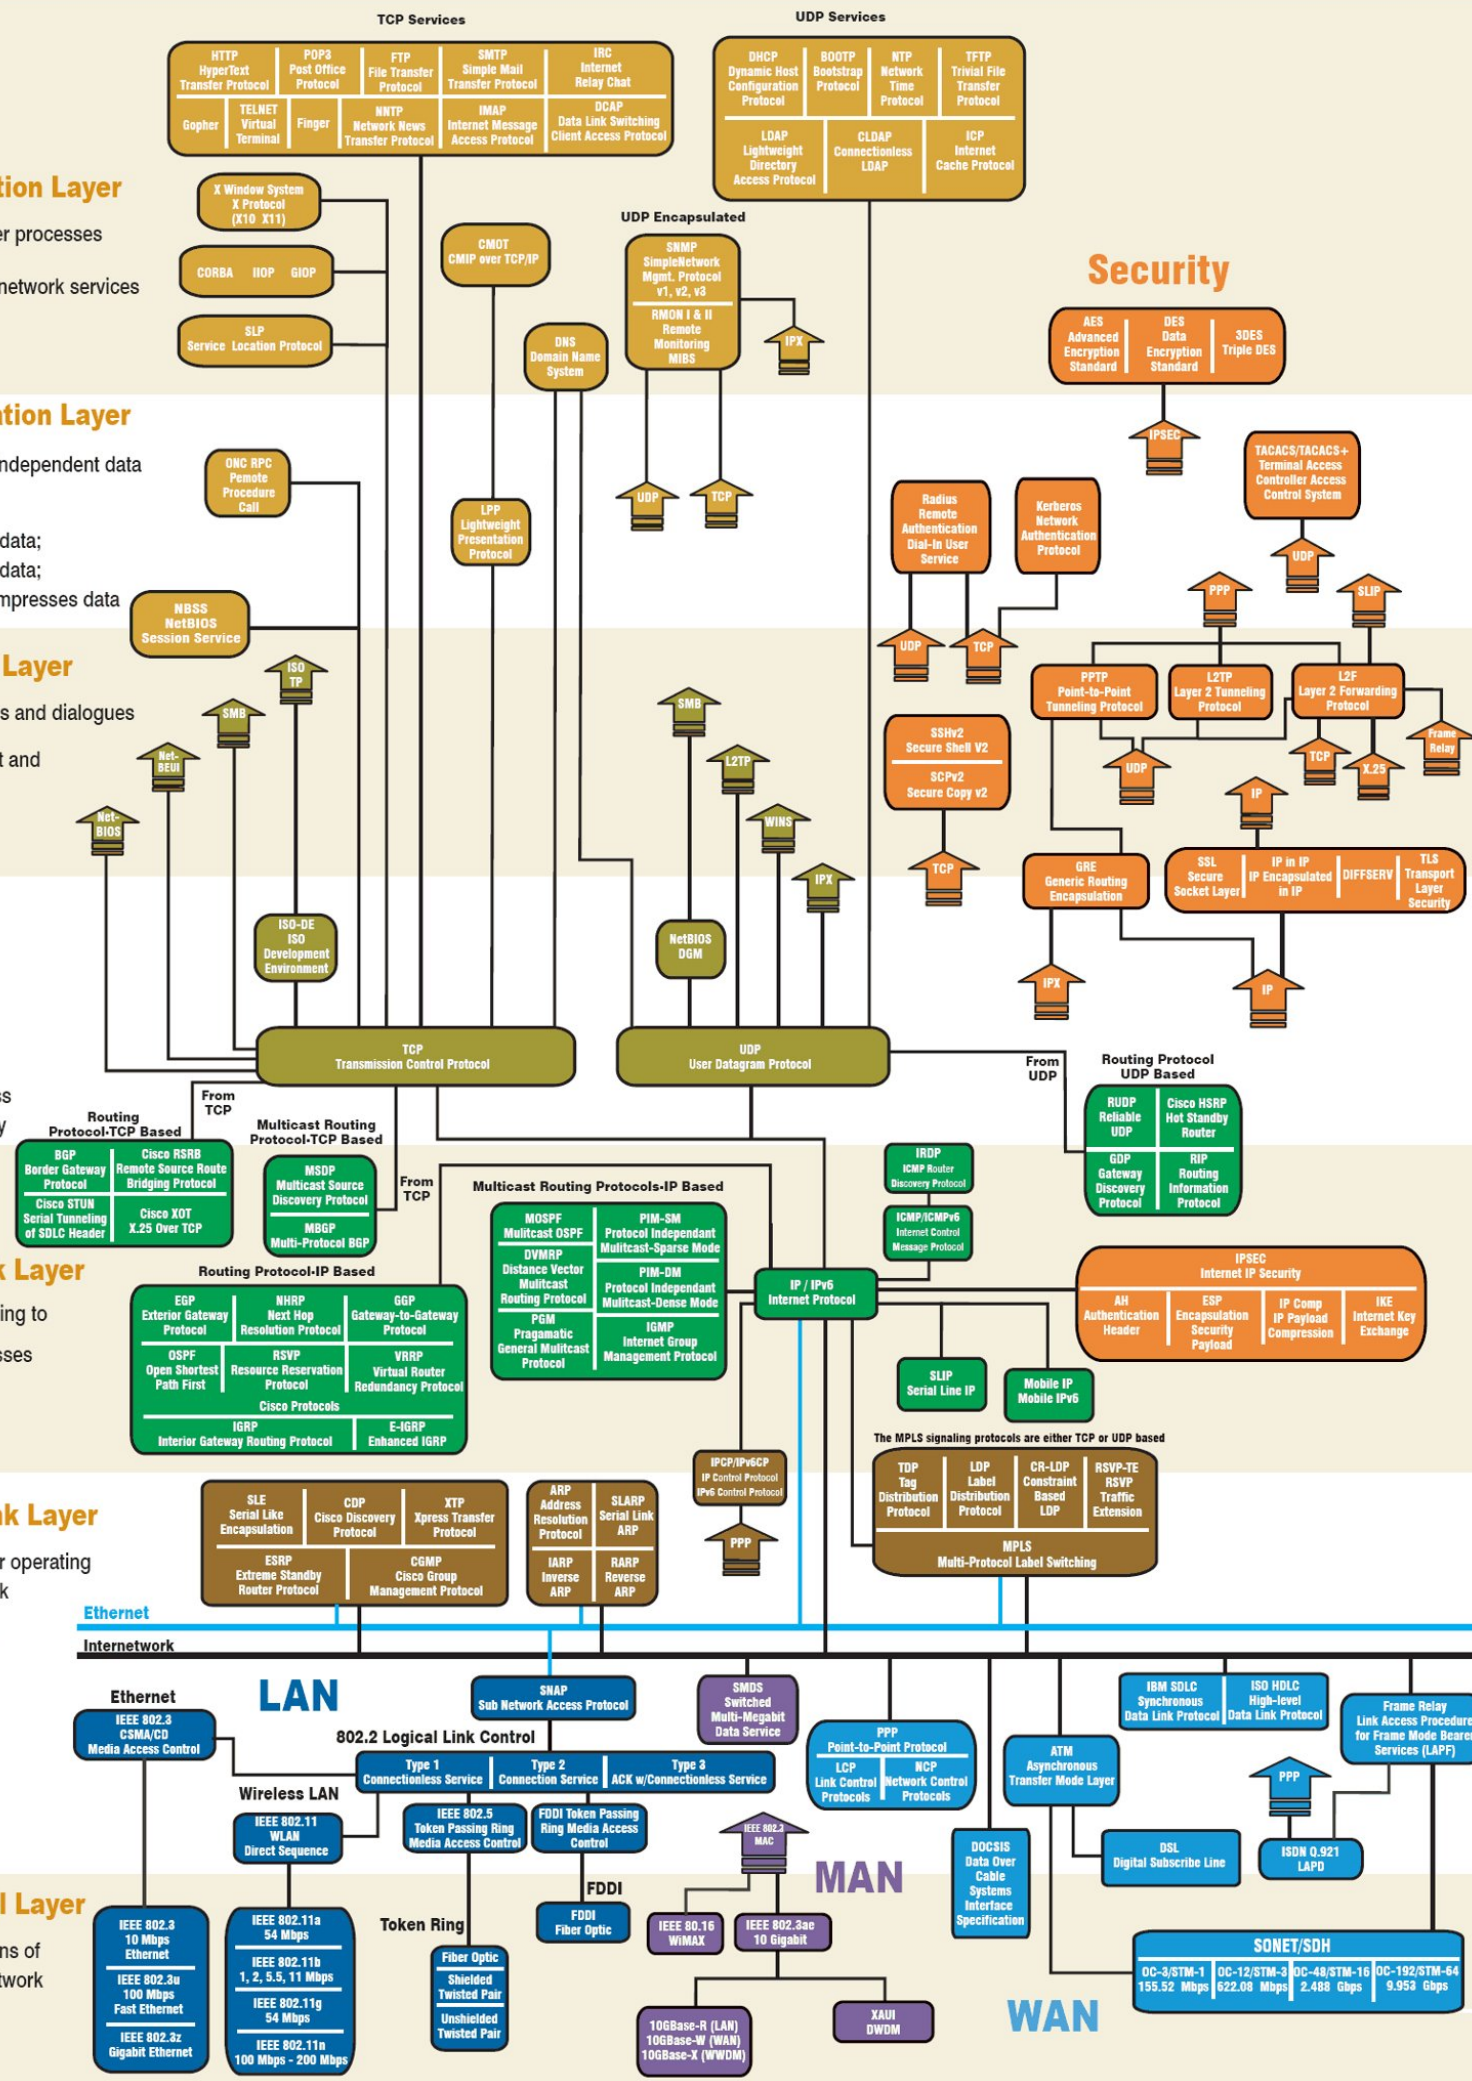 TCP Services
HTTP
HyperText
Transfer Protocol
POP3
Post Office
Protocol
FTP
File Transfer
Protocol
SMTP
Simple Mail
Transfer Protocol
IRC
Internet
Relay Chat
Gopher
TELNET
Virtual
Terminal
Finger
NNTP
Network News
Transfer Protocol
IMAP
Internet Message
Access Protocol
DCAP
Data Link Switching
Client Access Protocol
UDP Services
DHCP
Dynamic Host
Configuration
Protocol
BOOTP
Bootstrap
Protocol
NTP
Network
Time
Protocol
TFTP
Trivial File
Transfer
Protocol
LDAP
Lightweight
Directory
Access Protocol
CLDAP
Connectionless
LDAP
ICP
Internet
Cache Protocol
tion Layer
er processes
network services
X Window System
X Protocol
(X10 X11)
CORBA IIOP GIOP
SLP
Service Location Protocol
CMOT
CMIP over TCP/IP
DNS
Domain Name
System
UDP Encapsulated
SNMP
SimpleNetwork
Mgmt. Protocol
v1, v2, v3
RMON I & II
Remote
Monitoring
MIBS
IPX
Security
AES
Advanced
Encryption
Standard
DES
Data
Encryption
Standard
3DES
Triple DES
IPSEC
ation Layer
ndependent data
data;
data;
mpresses data
ONC RPC
Pemote
Procedure
Call
LPP
Lightweight
Presentation
Protocol
UDP
TCP
Radius
Remote
Authentication
Dial-In User
Service
Kerberos
Network
Authentication
Protocol
TACACS/TACACS+
Terminal Access
Controller Access
Control System
UDP
PPP
SLIP
UDP
TCP
NBSS
NetBIOS
Session Service
Layer
s and dialogues
t and
ISO
TP
SMB
Net-
BEUI
Net-
BIOS
SMB
L2TP
WINS
IPX
SSHv2
Secure Shell V2
SCPv2
Secure Copy v2
TCP
PPTP
Point-to-Point
Tunneling Protocol
L2TP
Layer 2 Tunneling
Protocol
L2F
Layer 2 Forwarding
Protocol
UDP
TCP
X.25
Frame
Relay
IP
GRE
Generic Routing
Encapsulation
SSL
Secure
Socket Layer
IP in IP
IP Encapsulated
in IP
DIFFSERV
TLS
Transport
Layer
Security
IPX
IP
ISO-DE
ISO
Development
Environment
NetBIOS
DGM
TCP
Transmission Control Protocol
UDP
User Datagram Protocol
From
UDP
Routing Protocol
UDP Based
RUDP
Reliable
UDP
Cisco HSRP
Hot Standby
Router
GDP
Gateway
Discovery
Protocol
RIP
Routing
Information
Protocol
ss
y
From
TCP
Routing
Protocol-TCP Based
BGP
Border Gateway
Protocol
Cisco RSRB
Remote Source Route
Bridging Protocol
Cisco STUN
Serial Tunneling
of SDLC Header
Cisco XOT
X.25 Over TCP
Multicast Routing
Protocol-TCP Based
MSDP
Multicast Source
Discovery Protocol
MBGP
Multi-Protocol BGP
From
TCP
Multicast Routing Protocols-IP Based
MOSPF
Mulitcast OSPF
DVMRP
Distance Vector
Mulitcast
Routing Protocol
PGM
Pragamatic
General Mulitcast
Protocol
PIM-SM
Protocol Independant
Mulitcast-Sparse Mode
PIM-DM
Protocol Independant
Mulitcast-Dense Mode
IGMP
Internet Group
Management Protocol
IRDP
ICMP Router
Discovery Protocol
ICMP/ICMPv6
Internet Control
Message Protocol
IP / IPv6
Internet Protocol
IPSEC
Internet IP Security
AH
Authentication
Header
ESP
Encapsulation
Security
Payload
IP Comp
IP Payload
Compression
IKE
Internet Key
Exchange
k Layer
ing to
sses
Routing Protocol-IP Based
EGP
Exterior Gateway
Protocol
NHRP
Next Hop
Resolution Protocol
GGP
Gateway-to-Gateway
Protocol
OSPF
Open Shortest
Path First
RSVP
Resource Reservation
Protocol
VRRP
Virtual Router
Redundancy Protocol
Cisco Protocols
IGRP
Interior Gateway Routing Protocol
E-IGRP
Enhanced IGRP
SLIP
Serial Line IP
Mobile IP
Mobile IPv6
The MPLS signaling protocols are either TCP or UDP based
TDP
Tag
Distribution
Protocol
LDP
Label
Distribution
Protocol
CR-LDP
Constraint
Based
LDP
RSVP-TE
RSVP
Traffic
Extension
MPLS
Multi-Protocol Label Switching
IPCP/IPv6CP
IP Control Protocol
IPv6 Control Protocol
PPP
nk Layer
r operating
k
SLE
Serial Like
Encapsulation
CDP
Cisco Discovery
Protocol
XTP
Xpress Transfer
Protocol
ESRP
Extreme Standby
Router Protocol
CGMP
Cisco Group
Management Protocol
ARP
Address
Resolution
Protocol
SLARP
Serial Link
ARP
IARP
Inverse
ARP
RARP
Reverse
ARP
Ethernet
Internetwork
LAN
Ethernet
IEEE 802.3
CSMA/CD
Media Access Control
SNAP
Sub Network Access Protocol
802.2 Logical Link Control
Type 1
Connectionless Service
Type 2
Connection Service
Type 3
ACK w/Connectionless Service
Wireless LAN
IEEE 802.11
WLAN
Direct Sequence
IEEE 802.5
Token Passing Ring
Media Access Control
FDDI Token Passing
Ring Media Access
Control
SMDS
Switched
Multi-Megabit
Data Service
PPP
Point-to-Point Protocol
LCP
Link Control
Protocols
NCP
Network Control
Protocols
IEEE 802.3
MAC
MAN
ATM
Asynchronous
Transfer Mode Layer
IBM SDLC
Synchronous
Data Link Protocol
ISO HDLC
High-level
Data Link Protocol
Frame Relay
Link Access Procedure
for Frame Mode Bearer
Services (LAPF)
PPP
DOCSIS
Data Over
Cable
Systems
Interface
Specification
DSL
Digital Subscribe Line
ISDN Q.921
LAPD
l Layer
ns of
twork
IEEE 802.3
10 Mbps
Ethernet
IEEE 802.3u
100 Mbps
Fast Ethernet
IEEE 802.3z
Gigabit Ethernet
IEEE 802.11a
54 Mbps
IEEE 802.11b
1, 2, 5.5, 11 Mbps
IEEE 802.11g
54 Mbps
IEEE 802.11n
100 Mbps - 200 Mbps
Token Ring
Fiber Optic
Shielded
Twisted Pair
Unshielded
Twisted Pair
FDDI
FDDI
Fiber Optic
IEEE 80.16
WiMAX
IEEE 802.3ae
10 Gigabit
10GBase-R (LAN)
10GBase-W (WAN)
10GBase-X (WWDM)
XAUI
DWDM
WAN
SONET/SDH
OC-3/STM-1
155.52 Mbps
OC-12/STM-3
622.08 Mbps
OC-48/STM-16
2.488 Gbps
OC-192/STM-64
9.953 Gbps